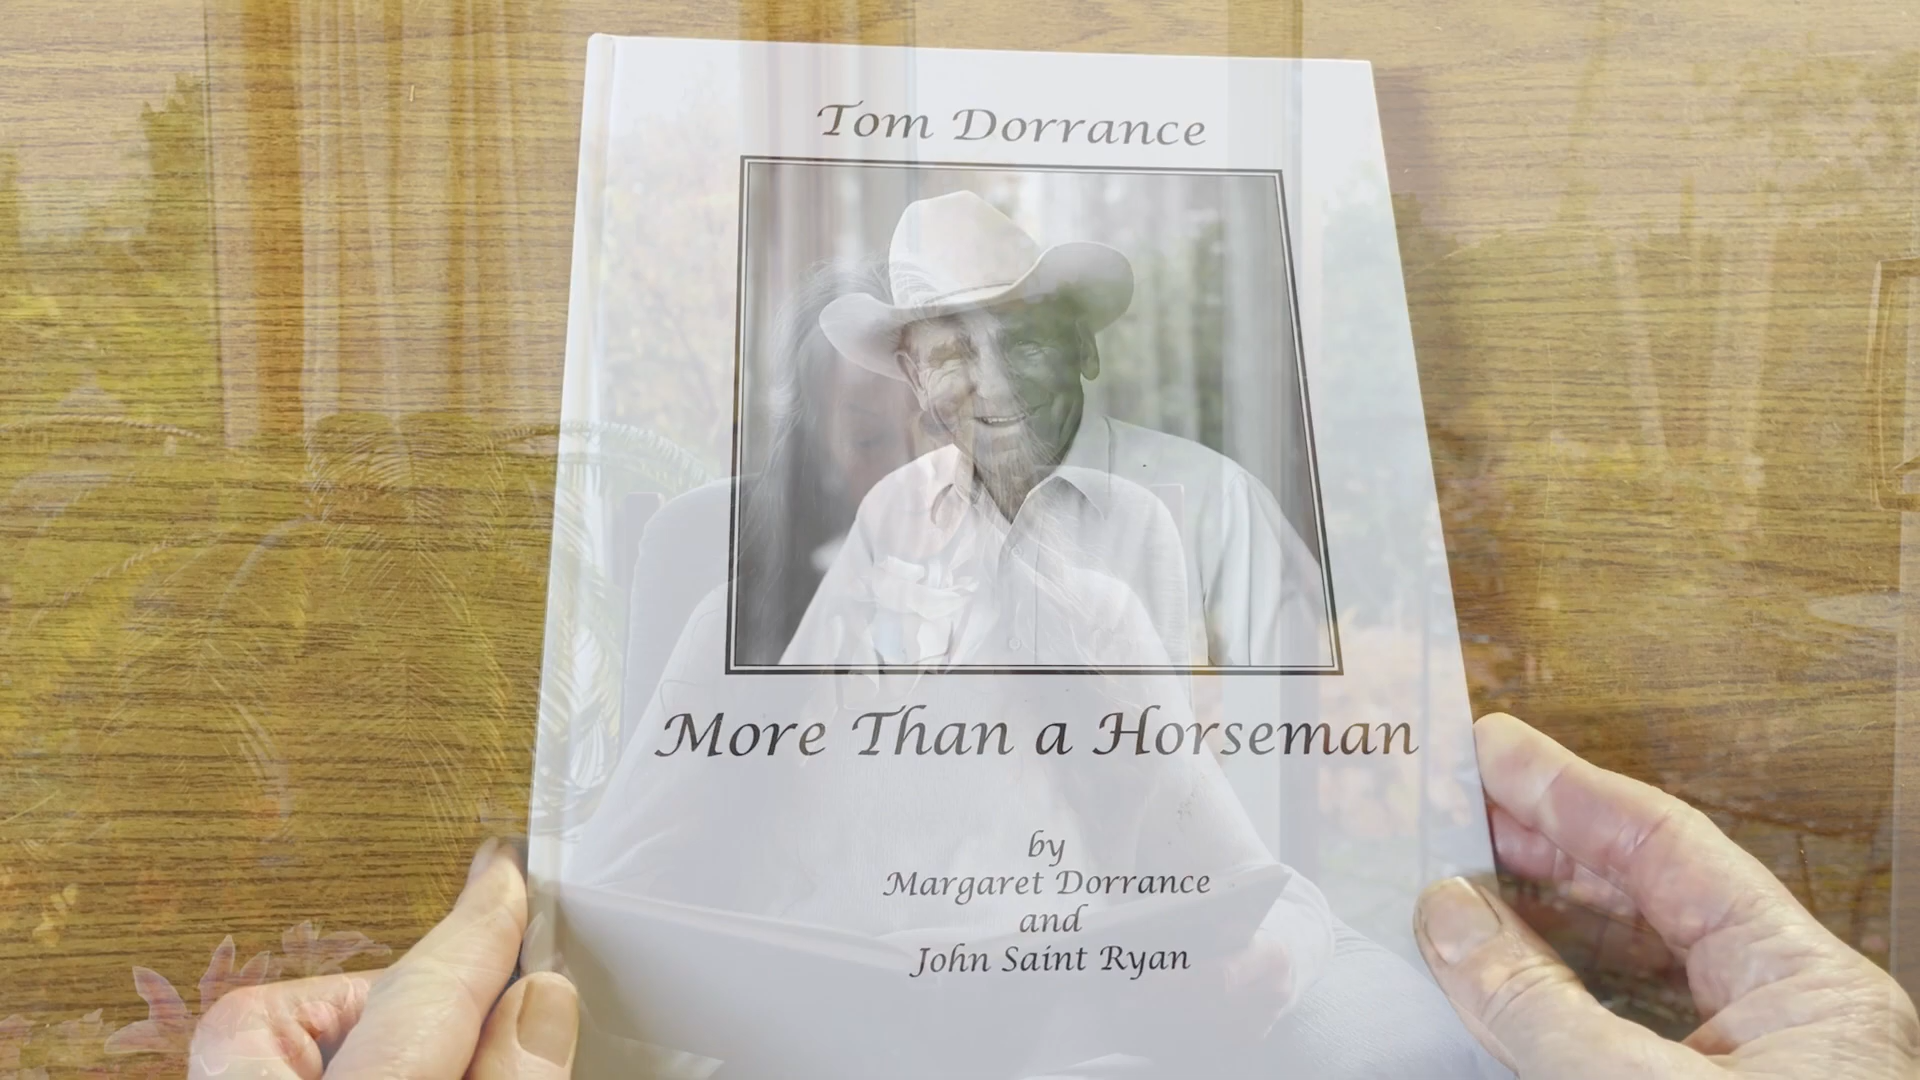 Tom Dorrance
More Than a Horseman
by
Margaret Dorrance
and
John Saint Ryan